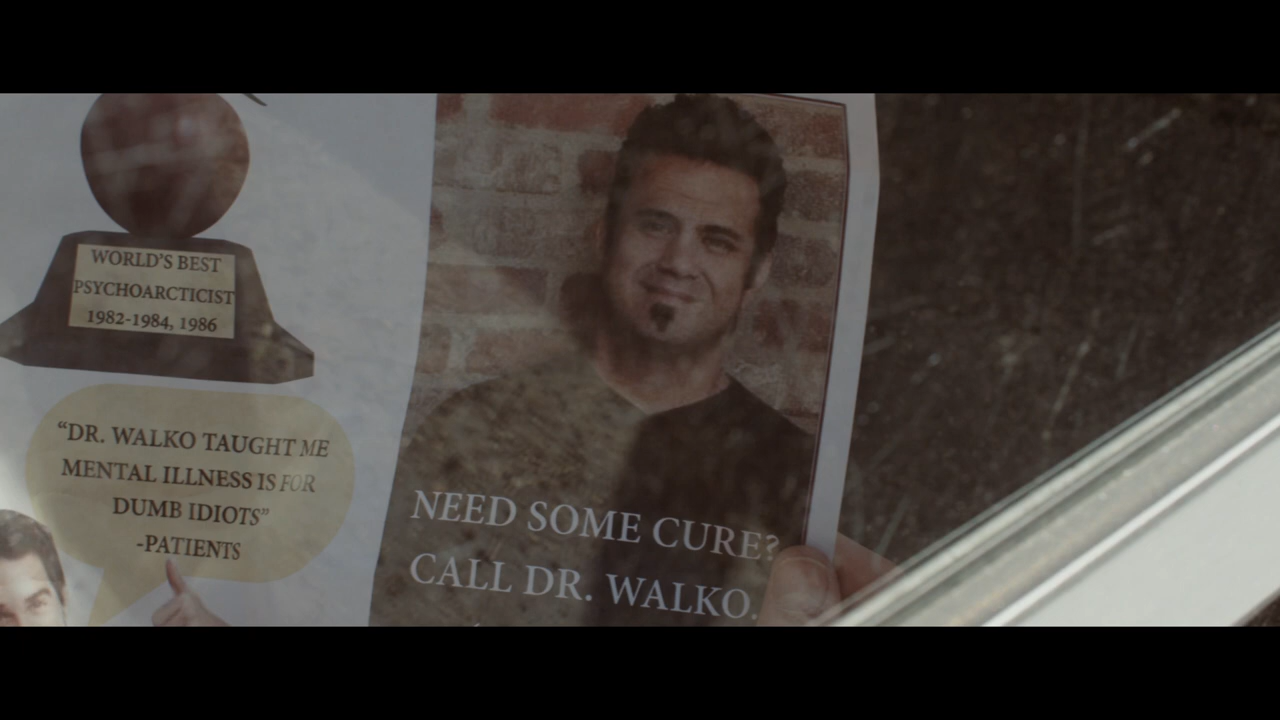 WORLD'S BEST
PSYCHOARCTICIST
1982-1984, 1986
“DR. WALKO TAUGHT ME
MENTAL ILLNESS IS FOR
DUMB IDIOTS”
-PATIENTS
NEED SOME CURE?
CALL DR. WALKO.